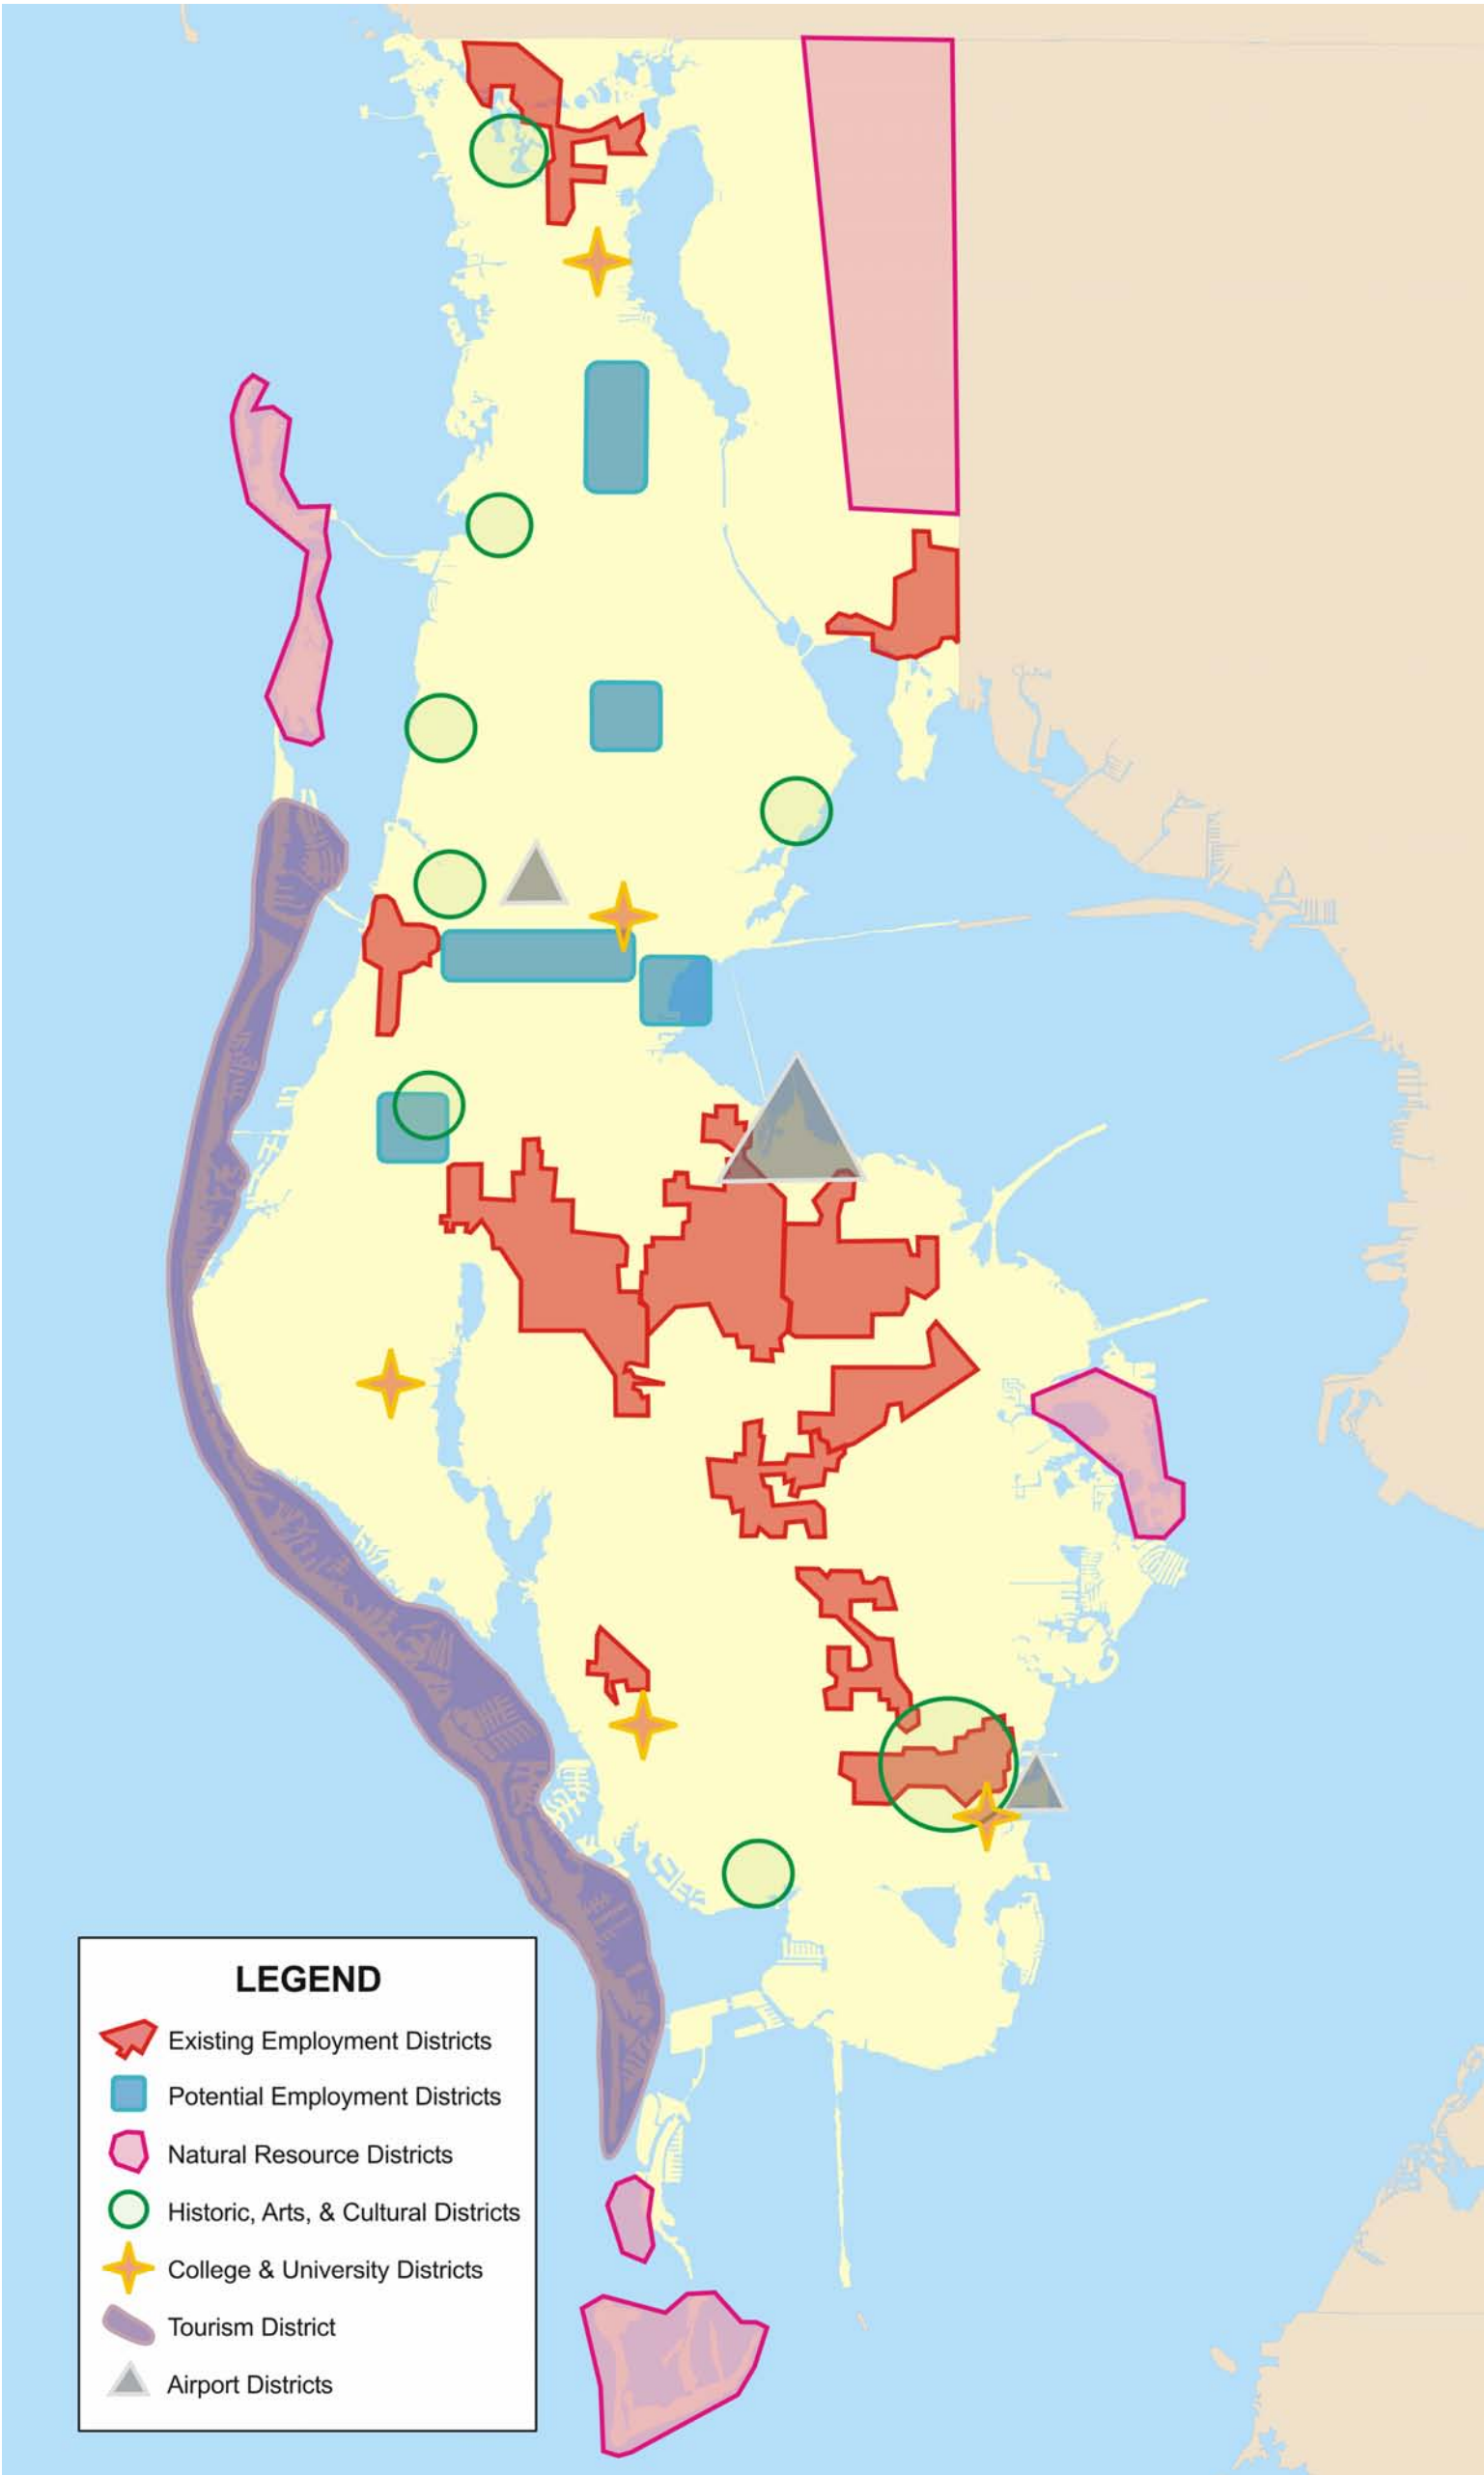 LEGEND
Existing Employment Districts
Potential Employment Districts
Natural Resource Districts
Historic, Arts, & Cultural Districts
College & University Districts
Tourism District
Airport Districts